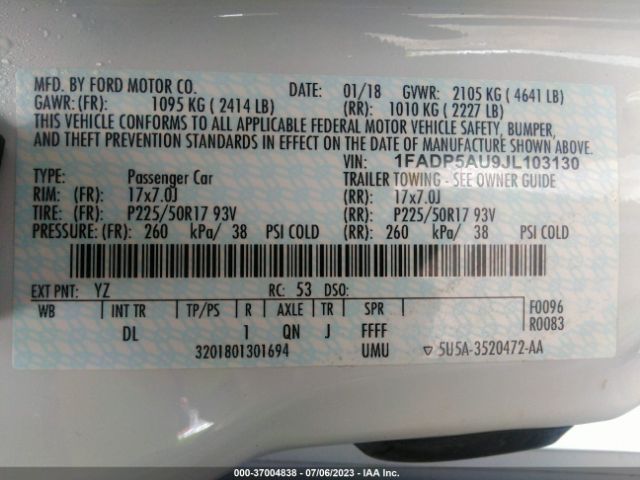 MFD. BY FORD MOTOR CO. DATE: 01/18 GVWR: 2105 KG ( 4641 LB)
GAWR: (FR): 1095 KG ( 2414 LB) (RR): 1010 KG ( 2227 LB)
THIS VEHICLE CONFORMS TO ALL APPLICABLE FEDERAL MOTOR VEHICLE SAFETY, BUMPER,
AND THEFT PREVENTION STANDARDS IN EFFECT ON THE DATE OF MANUFACTURE SHOWN ABOVE.
VIN: 1FADP5AU9JL103130
TYPE: Passenger Car TRAILER TOWING - SEE OWNER GUIDE
RIM: (FR) 17x7.0J (RR): 17x7.0J
TIRE: (FR) P225/50R17 93V (RR): P225/50R17 93V
PRESSURE: (FR): 260 kPa/ 38 PSI COLD (RR): 260 kPa/ 38 PSI COLD
EXT PNT: YZ RC: 53 DSO:
WB INT TR TP/PS R AXLE TR SPR F0096
DL 1 QN J FFFF R0083
3201801301694 UMU ▽ 5U5A-3520472-AA
000-37004838 - 07/06/2023 - IAA Inc.